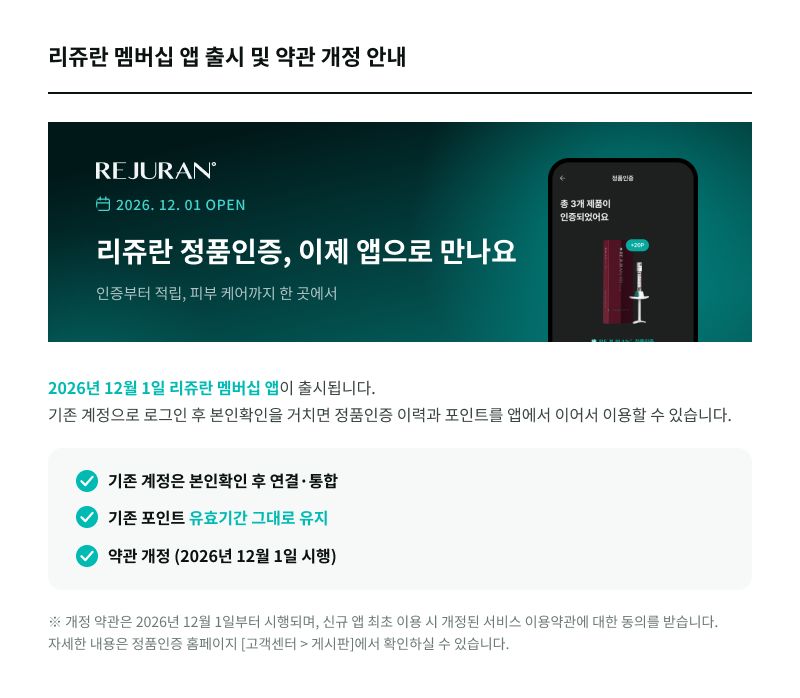 리쥬란 멤버십 앱 출시 및 약관 개정 안내
REJURAN®
2026. 12. 01 OPEN
리쥬란 정품인증, 이제 앱으로 만나요
인증부터 적립, 피부 케어까지 한 곳에서
정품인증
총 3개 제품이
인증되었어요
+20P
2026년 12월 1일 리쥬란 멤버십 앱이 출시됩니다.
기존 계정으로 로그인 후 본인확인을 거치면 정품인증 이력과 포인트를 앱에서 이어서 이용할 수 있습니다.
기존 계정은 본인확인 후 연결·통합
기존 포인트 유효기간 그대로 유지
약관 개정 (2026년 12월 1일 시행)
※ 개정 약관은 2026년 12월 1일부터 시행되며, 신규 앱 최초 이용 시 개정된 서비스 이용약관에 대한 동의를 받습니다.
자세한 내용은 정품인증 홈페이지 [고객센터 > 게시판]에서 확인하실 수 있습니다.